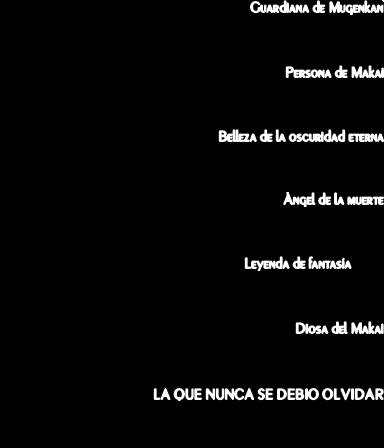 Guardiana de Mugenkan
Persona de Makai
Belleza de la oscuridad eterna
Àngel de la muerte
Leyenda de fantasía
Diosa del Makai
LA QUE NUNCA SE DEBIO OLVIDAR